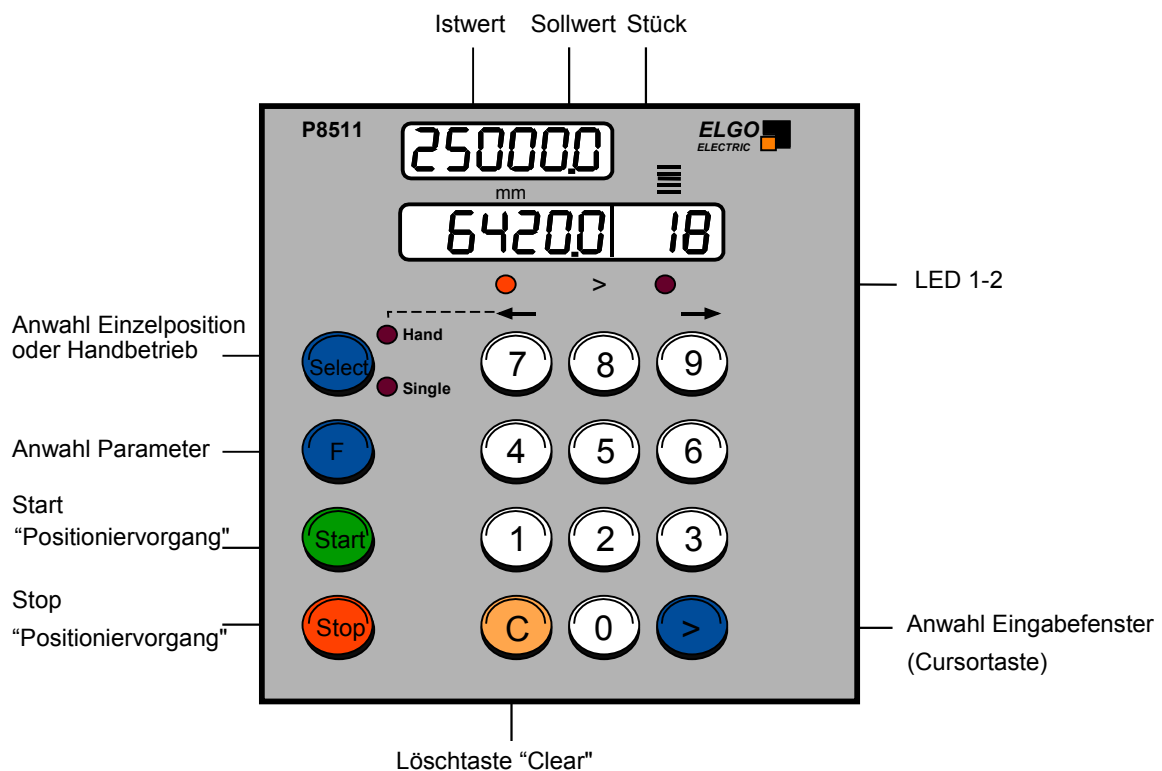 Istwert Sollwert Stück
P8511
25000.0
ELGO
ELECTRIC
mm
6420.0 18
>
LED 1-2
Anwahl Einzelposition
oder Handbetrieb
Select
Hand
Single
7 8 9
Anwahl Parameter
F
4 5 6
Start
“Positioniervorgang"
Start
1 2 3
Stop
“Positioniervorgang"
Stop
C 0 >
Anwahl Eingabefenster
(Cursortaste)
Löschtaste “Clear"